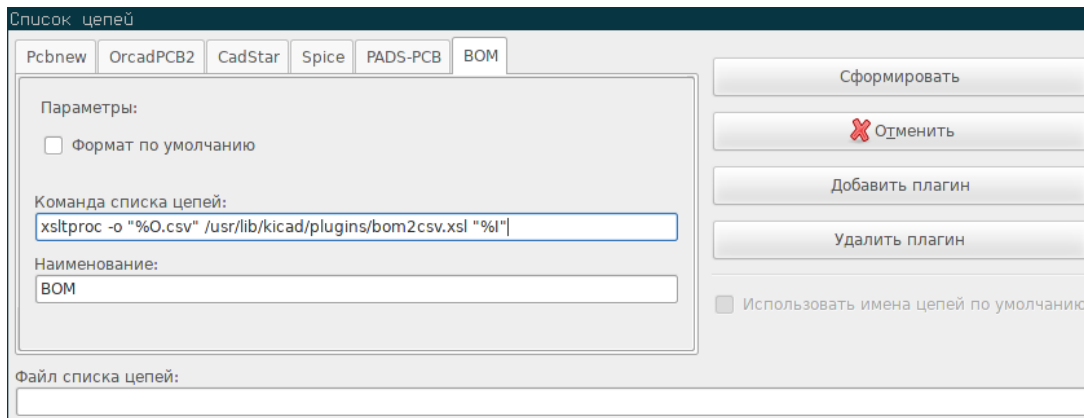 Список цепей
Pcbnew OrcadPCB2 CadStar Spice PADS-PCB BOM
Параметры:
Формат по умолчанию
Команда списка цепей:
xsltproc -o "%O.csv" /usr/lib/kicad/plugins/bom2csv.xsl "%I"
Наименование:
BOM
Сформировать
Отменить
Добавить плагин
Удалить плагин
Использовать имена цепей по умолчанию
Файл списка цепей: